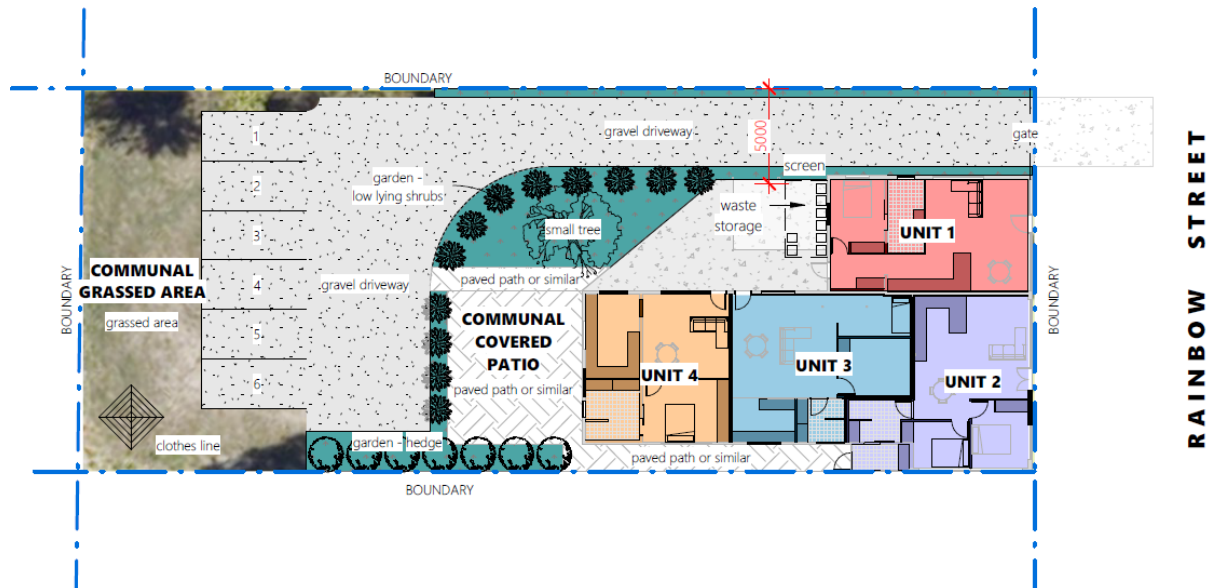 BOUNDARY
gravel driveway
gate
5000
screen
1
2
3
4
5
6
garden -
low lying shrubs
small tree
waste
storage
UNIT 1
RAINBOW STREET
BOUNDARY
COMMUNAL
GRASSED AREA
grassed area
gravel driveway
paved path or similar
COMMUNAL
COVERED
PATIO
paved path or similar
UNIT 4
UNIT 3
UNIT 2
BOUNDARY
clothes line
garden - hedge
paved path or similar
BOUNDARY